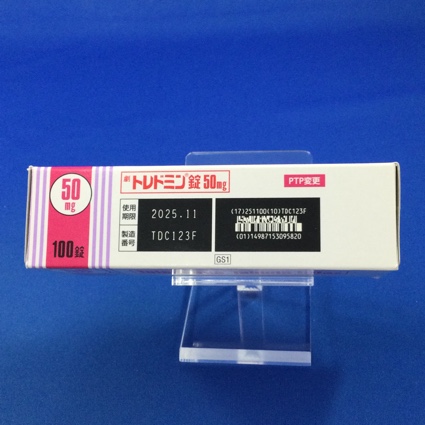 50
mg
100錠
劇 トレドミン®錠50mg
PTP変更
使用
期限
2025.11
製造
番号
TDC123F
(17)251100(10)TDC123F
(01)14987153095820
GS1